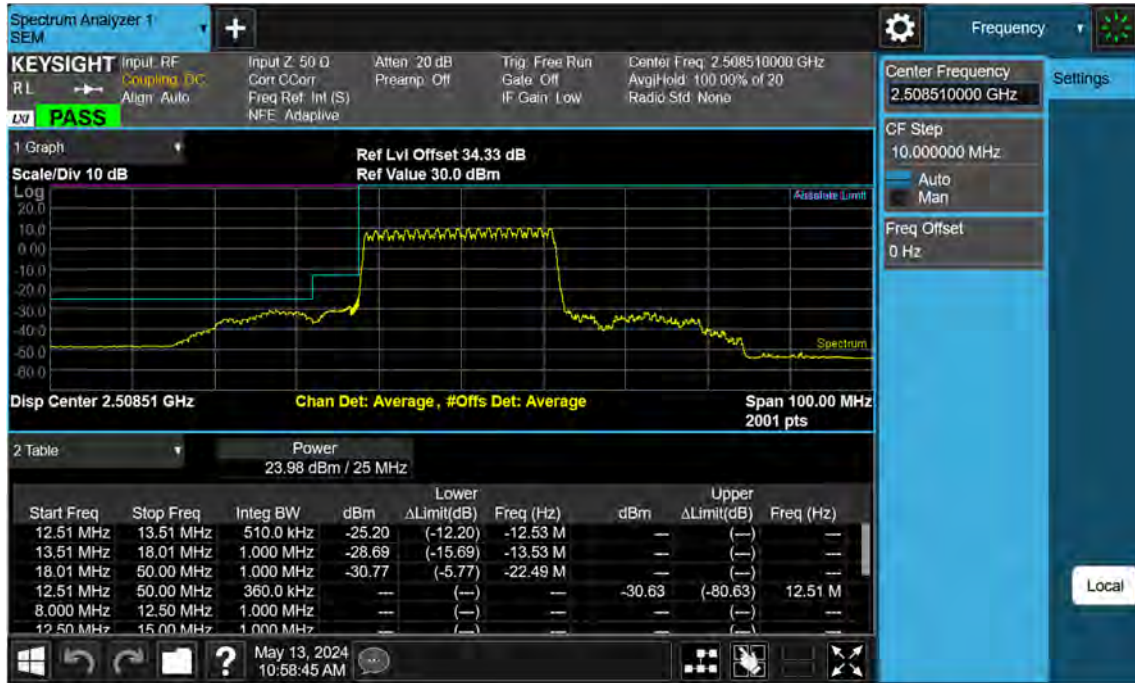 Spectrum Analyzer 1
SEM
+
Frequency
KEYSIGHT
Input: RF
Coupling: DC
Align: Auto
Input Z: 50 Ω
Corr CCorr
Freq Ref: Int (S)
NFE: Adaptive
Atten: 20 dB
Preamp: Off
Trig: Free Run
Gate: Off
IF Gain: Low
Center Freq: 2.508510000 GHz
Avg|Hold: 100.00% of 20
Radio Std: None
R L
LXI
PASS
Center Frequency
2.508510000 GHz
Settings
CF Step
10.000000 MHz
Auto
Man
Freq Offset
0 Hz
1 Graph
Scale/Div 10 dB
Ref Lvl Offset 34.33 dB
Ref Value 30.0 dBm
Log
Absolute Limit
20.0
10.0
0.00
-10.0
-20.0
-30.0
-40.0
-50.0
-60.0
Spectrum
Disp Center 2.50851 GHz
Chan Det: Average, #Offs Det: Average
Span 100.00 MHz
2001 pts
2 Table
Power
23.98 dBm / 25 MHz
Lower Upper
Start Freq Stop Freq Integ BW dBm ΔLimit(dB) Freq (Hz) dBm ΔLimit(dB) Freq (Hz)
12.51 MHz 13.51 MHz 510.0 kHz -25.20 (-12.20) -12.53 M --- (---) ---
13.51 MHz 18.01 MHz 1.000 MHz -28.69 (-15.69) -13.53 M --- (---) ---
18.01 MHz 50.00 MHz 1.000 MHz -30.77 (-5.77) -22.49 M --- (---) ---
12.51 MHz 50.00 MHz 360.0 kHz --- (---) --- -30.63 (-80.63) 12.51 M
8.000 MHz 12.50 MHz 1.000 MHz --- (---) --- --- (---) ---
12.50 MHz 15.00 MHz 1.000 MHz --- (---) --- --- (---) ---
Local
?
May 13, 2024
10:58:45 AM